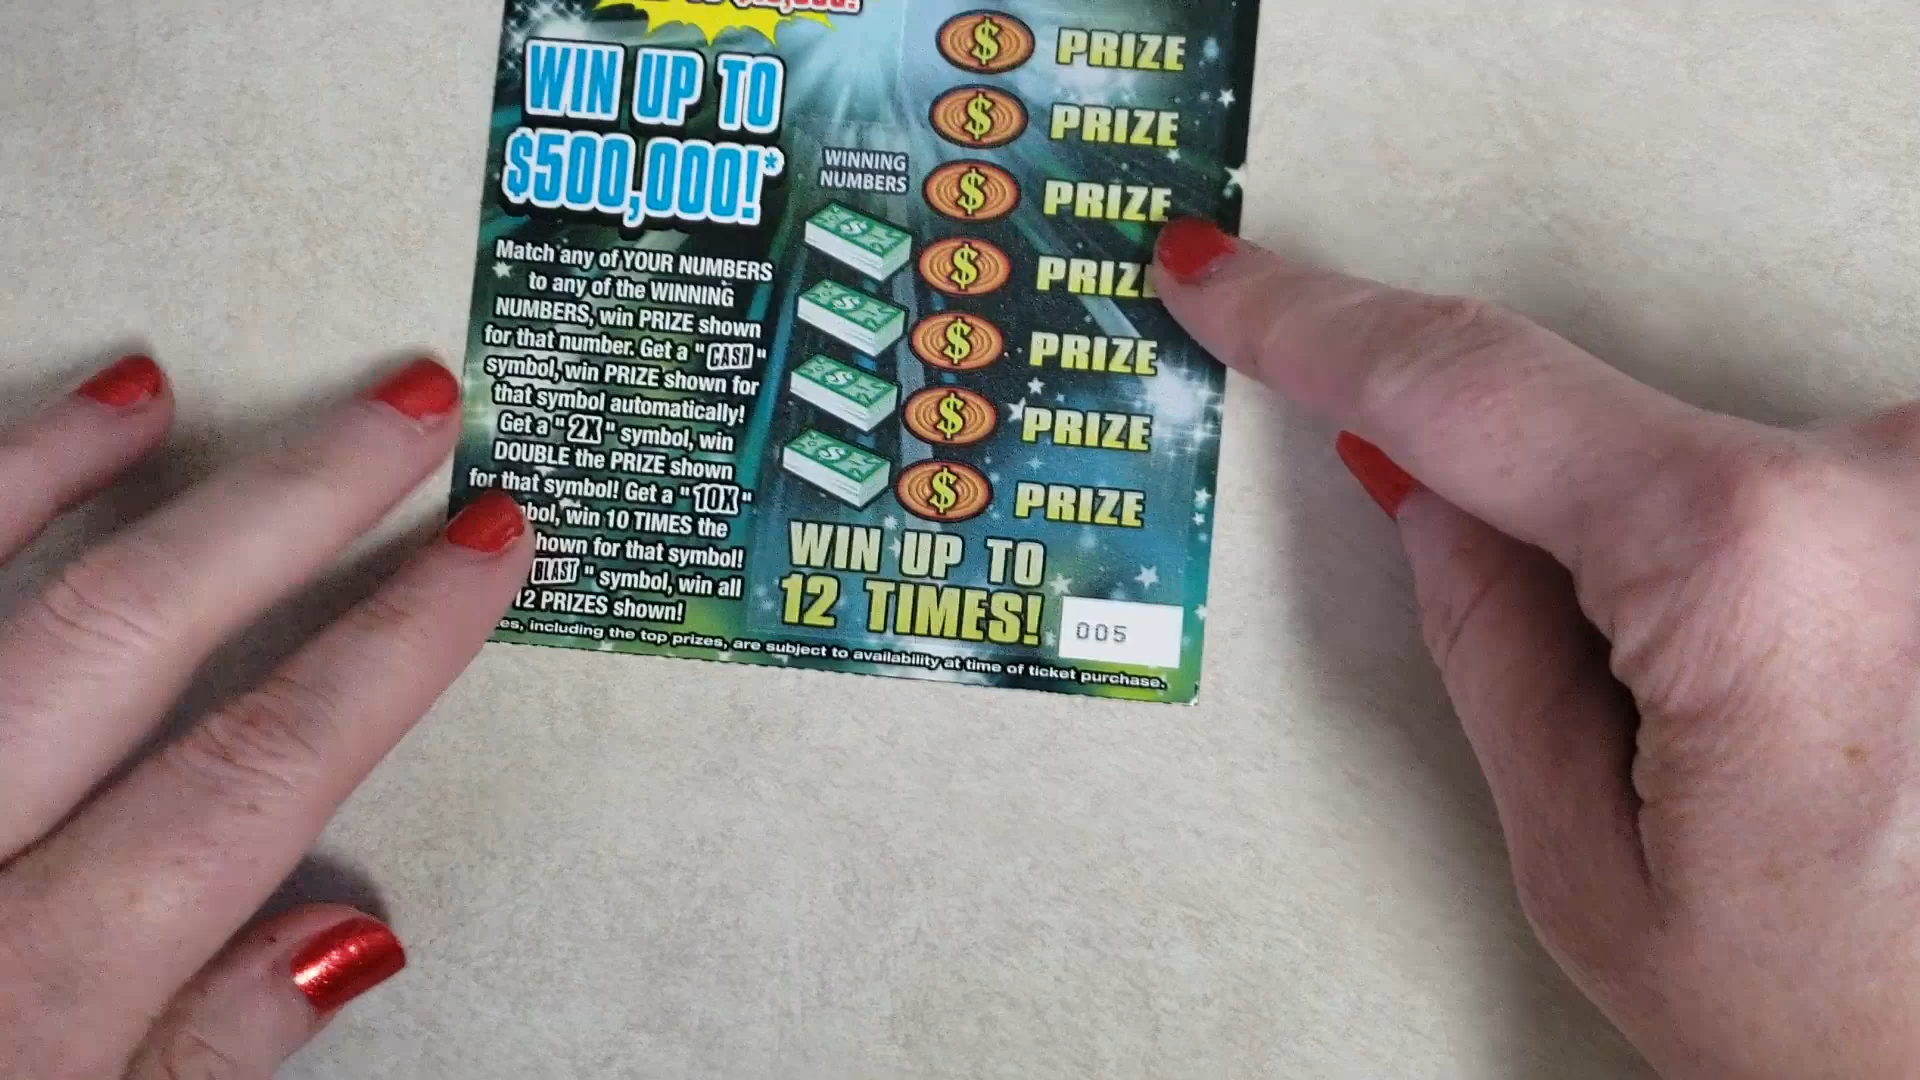 WIN UP TO
$500,000!*
Match any of YOUR NUMBERS
to any of the WINNING
NUMBERS, win PRIZE shown
for that number. Get a "CASH"
symbol, win PRIZE shown for
that symbol automatically!
Get a "2X" symbol, win
DOUBLE the PRIZE shown
for that symbol! Get a "10X"
win 10 TIMES the
shown for that symbol!
BLAST" symbol, win all
12 PRIZES shown!
WINNING
NUMBERS
$ PRIZE
$ PRIZE
$ PRIZE
$ PRIZE
$ PRIZE
$ PRIZE
$ PRIZE
WIN UP TO
12 TIMES!
005
including the top prizes, are subject to availability at time of ticket purchase.